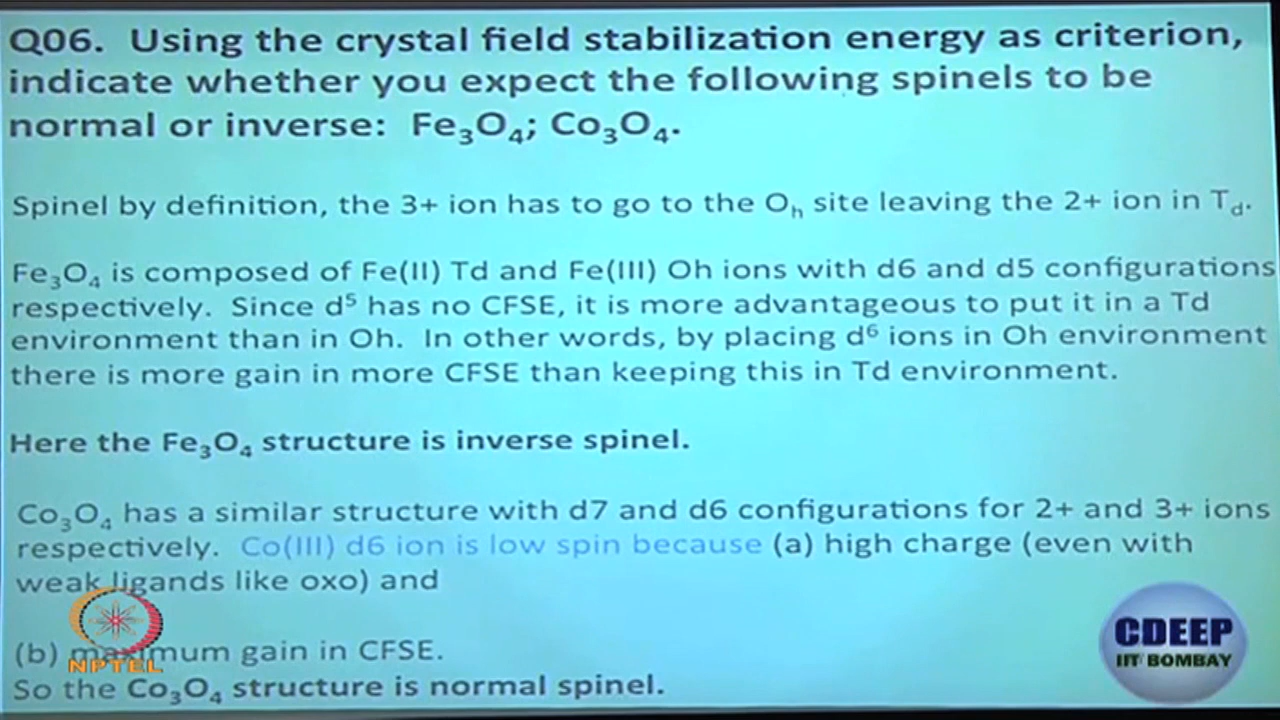 Q06. Using the crystal field stabilization energy as criterion,
indicate whether you expect the following spinels to be
normal or inverse: Fe₃O₄; Co₃O₄.
Spinel by definition, the 3+ ion has to go to the Oₕ site leaving the 2+ ion in T_d.
Fe₃O₄ is composed of Fe(II) Td and Fe(III) Oh ions with d6 and d5 configurations
respectively. Since d⁵ has no CFSE, it is more advantageous to put it in a Td
environment than in Oh. In other words, by placing d⁶ ions in Oh environment
there is more gain in more CFSE than keeping this in Td environment.
Here the Fe₃O₄ structure is inverse spinel.
Co₃O₄ has a similar structure with d7 and d6 configurations for 2+ and 3+ ions
respectively. Co(III) d6 ion is low spin because (a) high charge (even with
weak ligands like oxo) and
(b) maximum gain in CFSE.
So the Co₃O₄ structure is normal spinel.
NPTEL
CDEEP
IIT BOMBAY